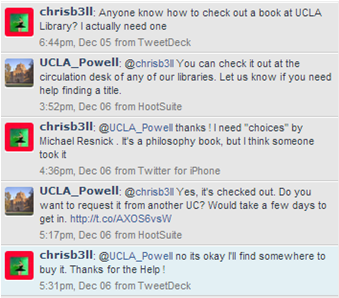 chrisb3ll: Anyone know how to check out a book at UCLA
Library? I actually need one
6:44pm, Dec 05 from TweetDeck
UCLA_Powell: @chrisb3ll You can check it out at the
circulation desk of any of our libraries. Let us know if you need
help finding a title.
3:52pm, Dec 06 from HootSuite
chrisb3ll: @UCLA_Powell thanks ! I need "choices" by
Michael Resnick . It's a philosophy book, but I think someone
took it
4:36pm, Dec 06 from Twitter for iPhone
UCLA_Powell: @chrisb3ll Yes, it's checked out. Do you
want to request it from another UC? Would take a few days to
get in. http://t.co/AXOS6vsW
5:17pm, Dec 06 from HootSuite
chrisb3ll: @UCLA_Powell no its okay I'll find somewhere to
buy it. Thanks for the Help !
5:31pm, Dec 06 from TweetDeck